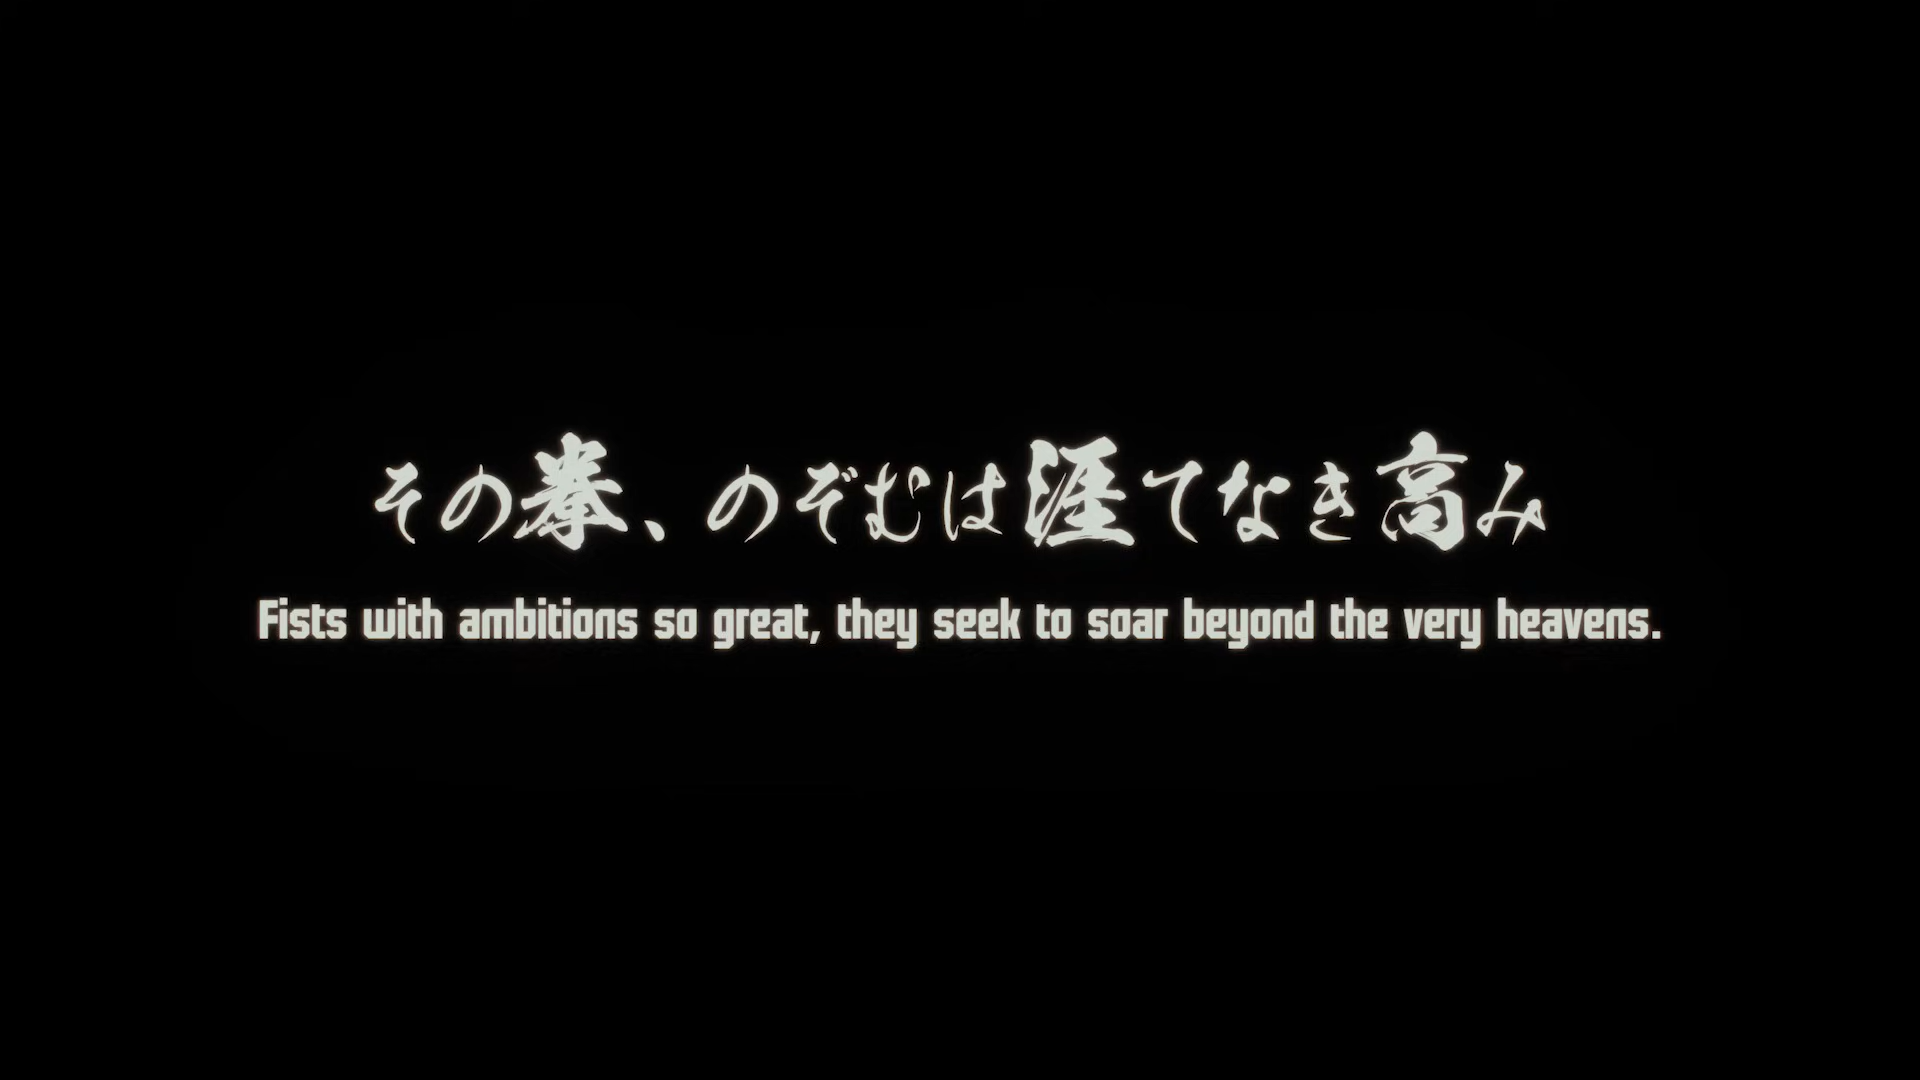 その拳、のぞむは涯てなき高み
Fists with ambitions so great, they seek to soar beyond the very heavens.